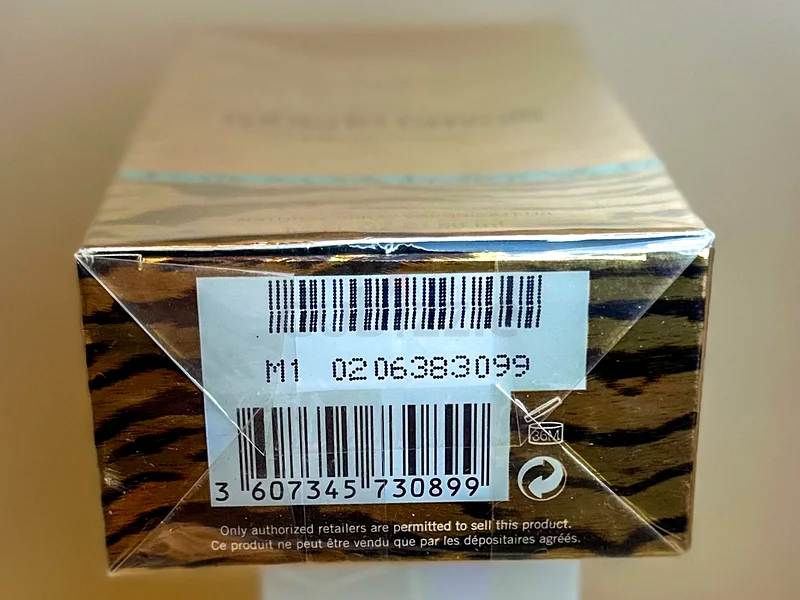 M1 0206383099
3 607345 730899
36M
Only authorized retailers are permitted to sell this product.
Ce produit ne peut être vendu que par les dépositaires agréés.